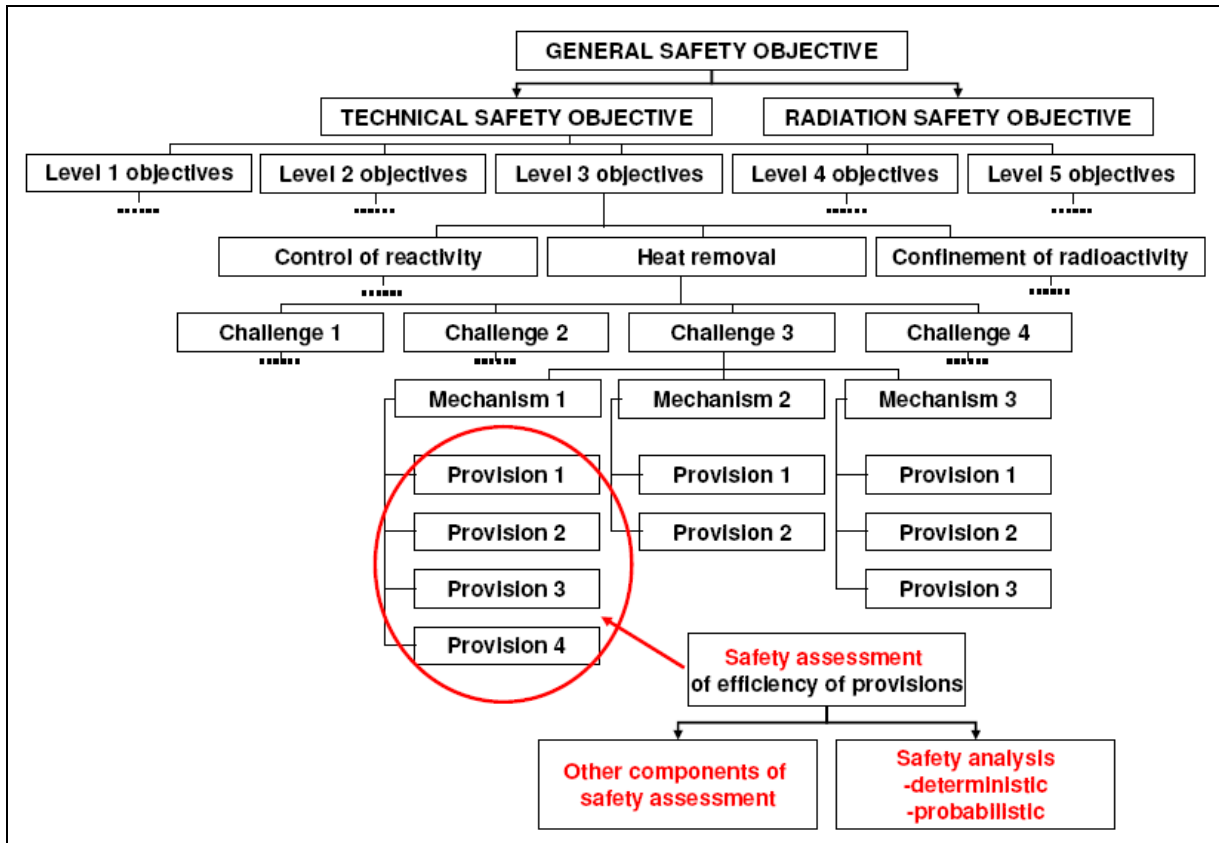 GENERAL SAFETY OBJECTIVE
TECHNICAL SAFETY OBJECTIVE
RADIATION SAFETY OBJECTIVE
Level 1 objectives
Level 2 objectives
Level 3 objectives
Level 4 objectives
Level 5 objectives
Control of reactivity
Heat removal
Confinement of radioactivity
Challenge 1
Challenge 2
Challenge 3
Challenge 4
Mechanism 1
Mechanism 2
Mechanism 3
Provision 1
Provision 1
Provision 1
Provision 2
Provision 2
Provision 2
Provision 3
Provision 3
Provision 4
Safety assessment
of efficiency of provisions
Other components of
safety assessment
Safety analysis
-deterministic
-probabilistic